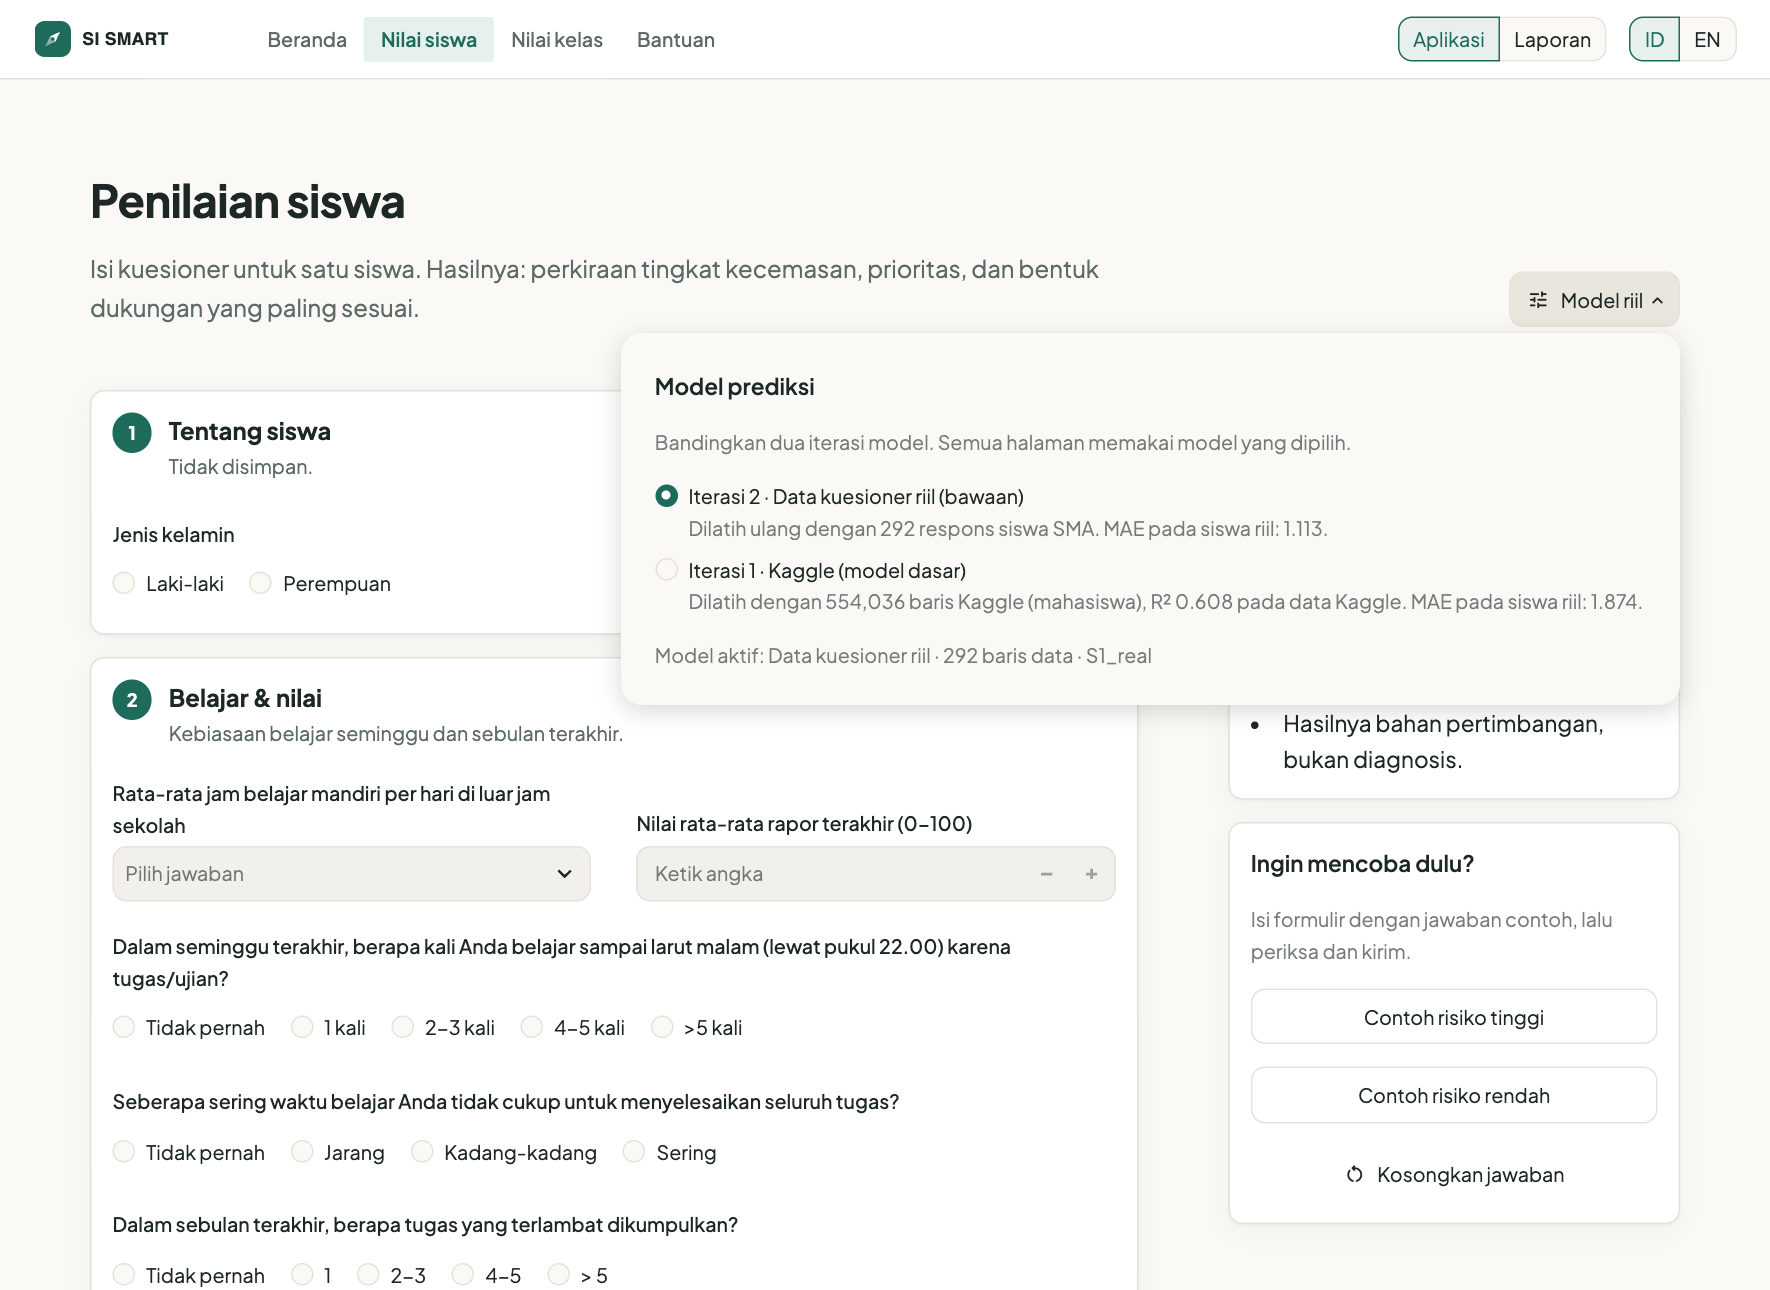 SI SMART
Beranda
Nilai siswa
Nilai kelas
Bantuan
Aplikasi
Laporan
ID
EN
Penilaian siswa
Isi kuesioner untuk satu siswa. Hasilnya: perkiraan tingkat kecemasan, prioritas, dan bentuk
dukungan yang paling sesuai.
Model riil
Model prediksi
Bandingkan dua iterasi model. Semua halaman memakai model yang dipilih.
Iterasi 2 · Data kuesioner riil (bawaan)
Dilatih ulang dengan 292 respons siswa SMA. MAE pada siswa riil: 1.113.
Iterasi 1 · Kaggle (model dasar)
Dilatih dengan 554,036 baris Kaggle (mahasiswa), R² 0.608 pada data Kaggle. MAE pada siswa riil: 1.874.
Model aktif: Data kuesioner riil · 292 baris data · S1_real
1
Tentang siswa
Tidak disimpan.
Jenis kelamin
Laki-laki
Perempuan
2
Belajar & nilai
Kebiasaan belajar seminggu dan sebulan terakhir.
Rata-rata jam belajar mandiri per hari di luar jam
sekolah
Pilih jawaban
Nilai rata-rata rapor terakhir (0–100)
Ketik angka
Dalam seminggu terakhir, berapa kali Anda belajar sampai larut malam (lewat pukul 22.00) karena
tugas/ujian?
Tidak pernah
1 kali
2–3 kali
4–5 kali
>5 kali
Seberapa sering waktu belajar Anda tidak cukup untuk menyelesaikan seluruh tugas?
Tidak pernah
Jarang
Kadang-kadang
Sering
Dalam sebulan terakhir, berapa tugas yang terlambat dikumpulkan?
Tidak pernah
1
2–3
4–5
> 5
• Hasilnya bahan pertimbangan,
bukan diagnosis.
Ingin mencoba dulu?
Isi formulir dengan jawaban contoh, lalu
periksa dan kirim.
Contoh risiko tinggi
Contoh risiko rendah
Kosongkan jawaban